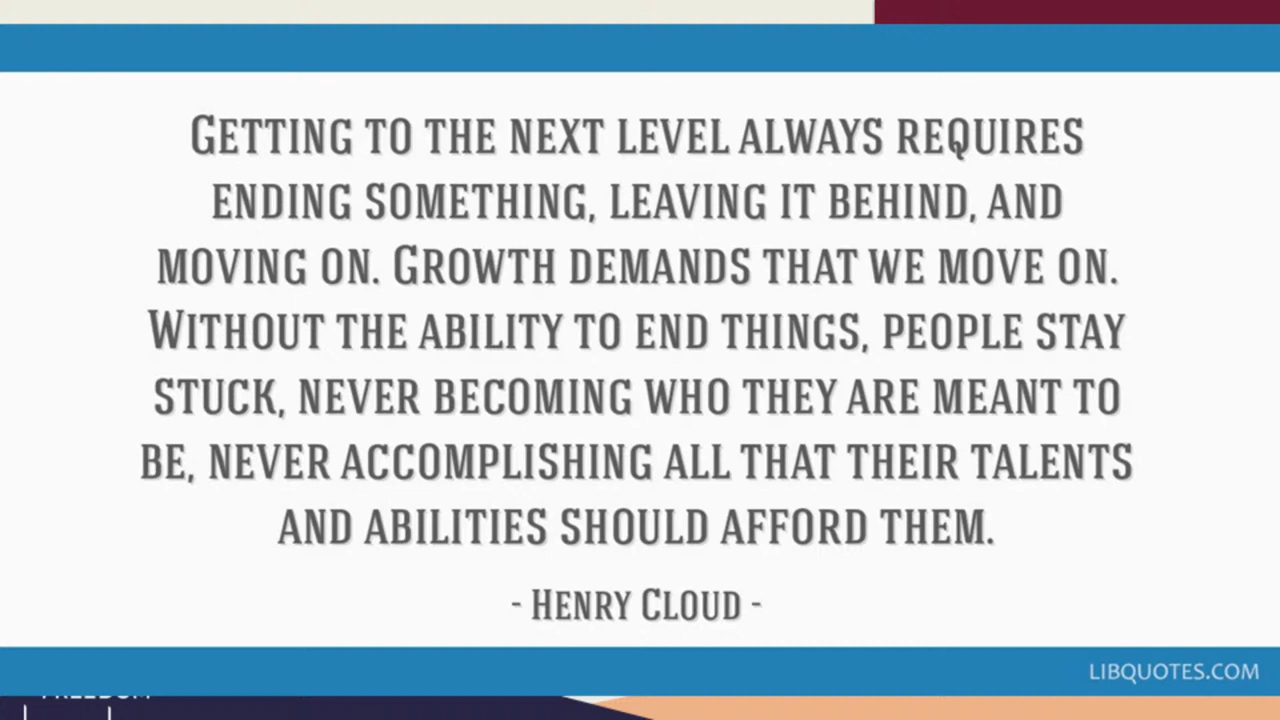 Getting to the next level always requires
ending something, leaving it behind, and
moving on. Growth demands that we move on.
Without the ability to end things, people stay
stuck, never becoming who they are meant to
be, never accomplishing all that their talents
and abilities should afford them.
- Henry Cloud -
LIBQUOTES.COM
FREEDOM